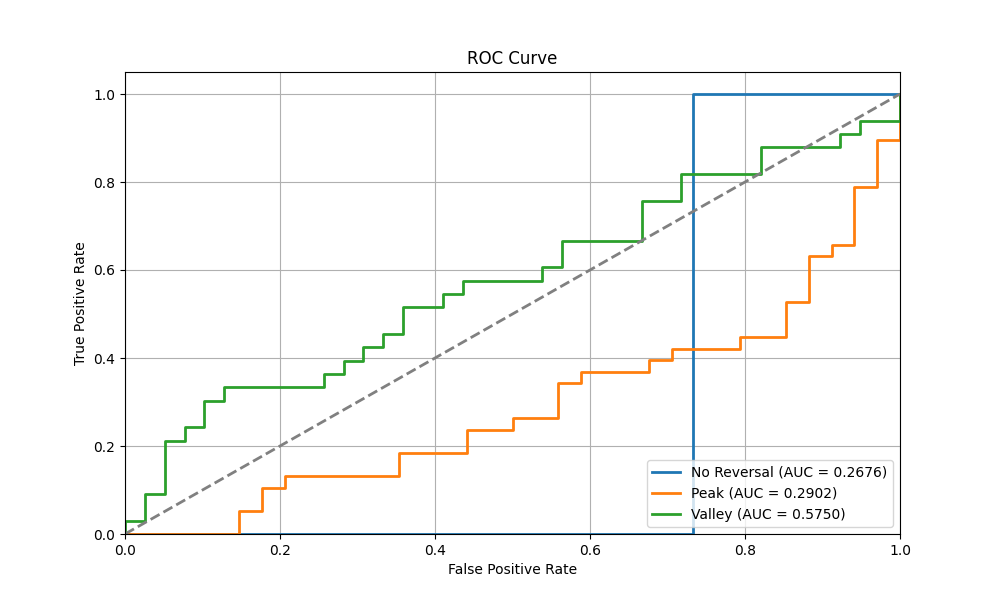 ROC Curve
True Positive Rate
1.0
0.8
0.6
0.4
0.2
0.0
No Reversal (AUC = 0.2676)
Peak (AUC = 0.2902)
Valley (AUC = 0.5750)
0.0 0.2 0.4 0.6 0.8 1.0
False Positive Rate